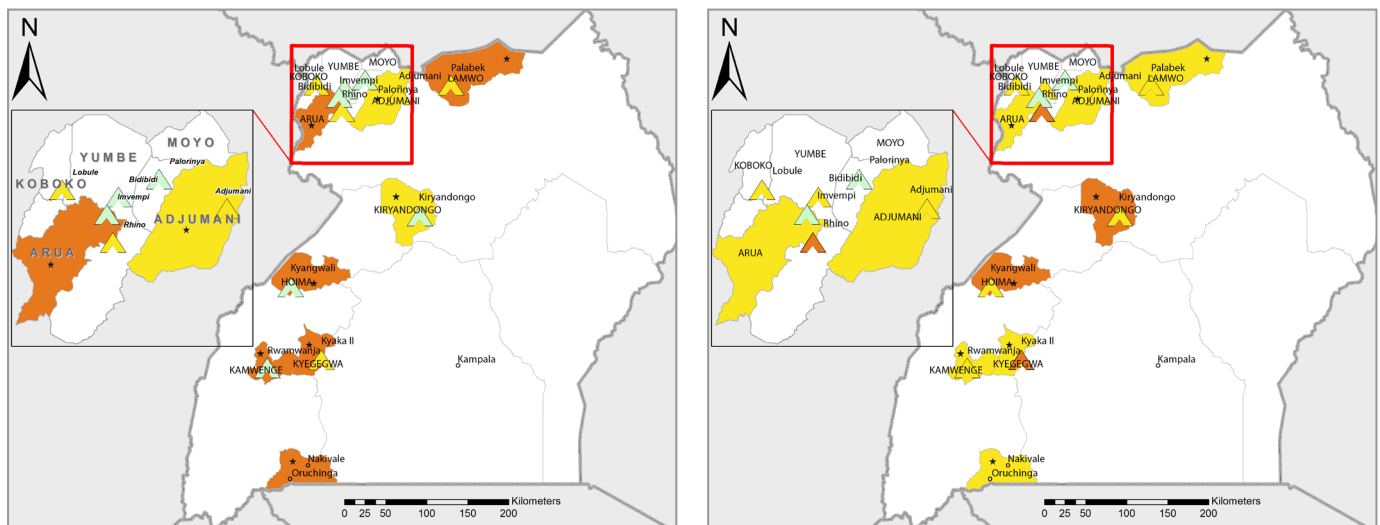 N
Lobule
YUMBE
MOYO
KOBOKO
Imvempi
Adjumani
Bidibidi
Rhino
Palorinya
ADJUMANI
ARUA
Palabek
LAMWO
MOYO
YUMBE
Palorinya
Lobule
Bidibidi
KOBOKO
Imvempi
Adjumani
Rhino
ADJUMANI
ARUA
Kiryandongo
KIRYANDONGO
Kyangwali
HOIMA
Kyaka II
Rwamwanja
KAMWENGE
KYEGEGWA
Kampala
Nakivale
Oruchinga
Kilometers
0 25 50 100 150 200
N
Lobule
YUMBE
MOYO
KOBOKO
Imvempi
Adjumani
Bidibidi
Rhino
Palorinya
ADJUMANI
ARUA
Palabek
LAMWO
MOYO
YUMBE
Palorinya
KOBOKO
Lobule
Bidibidi
Imvempi
Adjumani
Rhino
ADJUMANI
ARUA
Kiryandongo
KIRYANDONGO
Kyangwali
HOIMA
Kyaka II
Rwamwanja
KAMWENGE
KYEGEGWA
Kampala
Nakivale
Oruchinga
Kilometers
0 25 50 100 150 200